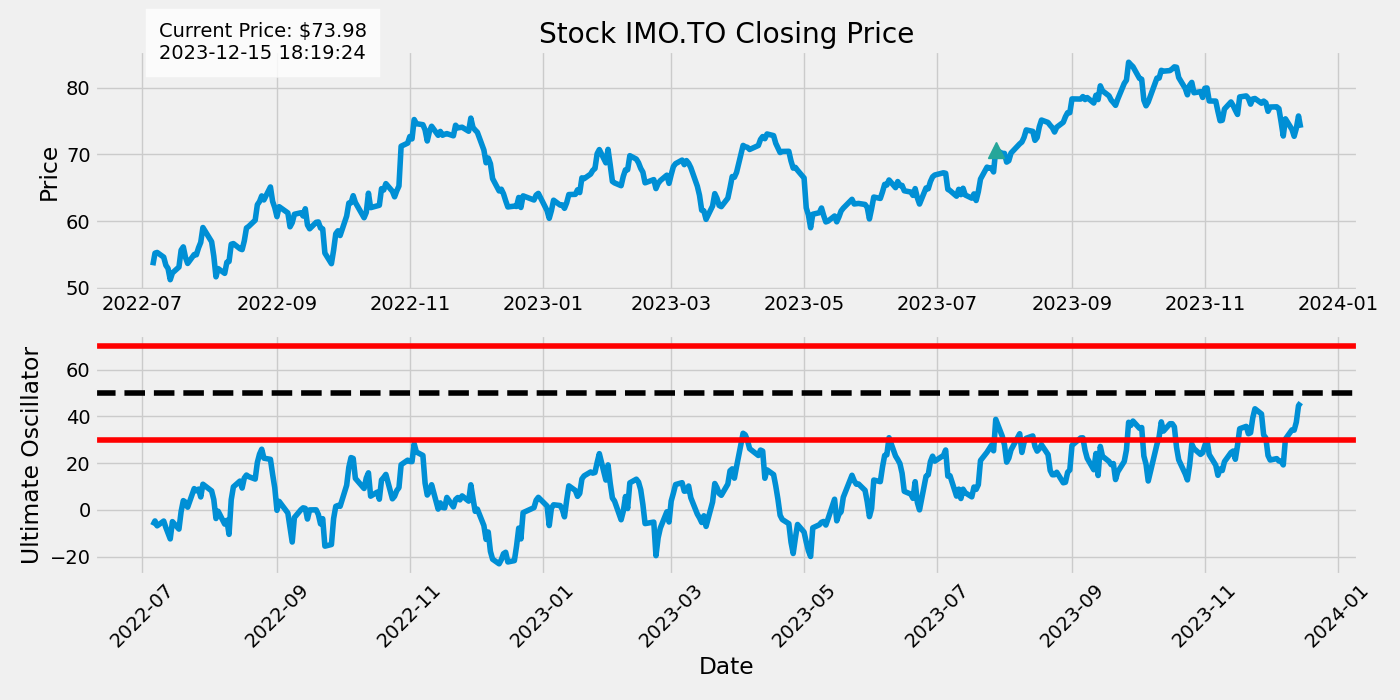 Current Price: $73.98
2023-12-15 18:19:24
Stock IMO.TO Closing Price
Price
80
70
60
50
2022-07 2022-09 2022-11 2023-01 2023-03 2023-05 2023-07 2023-09 2023-11 2024-01
Ultimate Oscillator
60
40
20
0
−20
2022-07 2022-09 2022-11 2023-01 2023-03 2023-05 2023-07 2023-09 2023-11 2024-01
Date